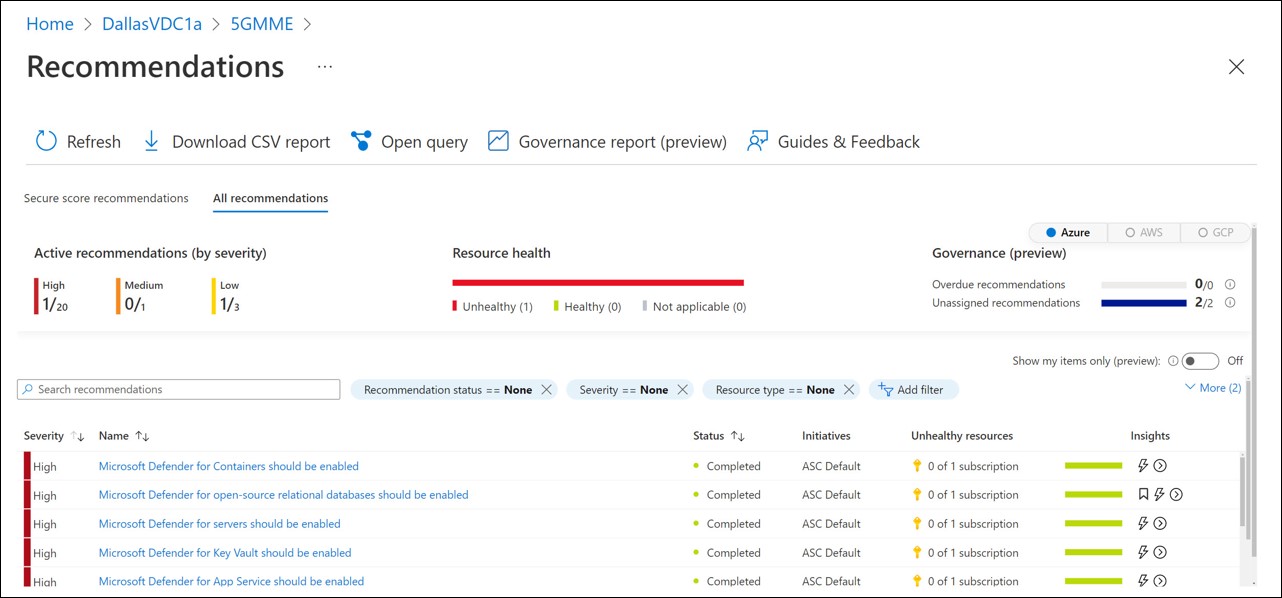 Home > DallasVDC1a > 5GMME >
Recommendations ...
Refresh Download CSV report Open query Governance report (preview) Guides & Feedback
Secure score recommendations All recommendations
Azure AWS GCP
Active recommendations (by severity) Resource health Governance (preview)
High Medium Low
1/20 0/1 1/3
Unhealthy (1) Healthy (0) Not applicable (0)
Overdue recommendations 0/0
Unassigned recommendations 2/2
Show my items only (preview): Off
Search recommendations Recommendation status == None Severity == None Resource type == None Add filter More (2)
Severity Name Status Initiatives Unhealthy resources Insights
High Microsoft Defender for Containers should be enabled Completed ASC Default 0 of 1 subscription
High Microsoft Defender for open-source relational databases should be enabled Completed ASC Default 0 of 1 subscription
High Microsoft Defender for servers should be enabled Completed ASC Default 0 of 1 subscription
High Microsoft Defender for Key Vault should be enabled Completed ASC Default 0 of 1 subscription
High Microsoft Defender for App Service should be enabled Completed ASC Default 0 of 1 subscription